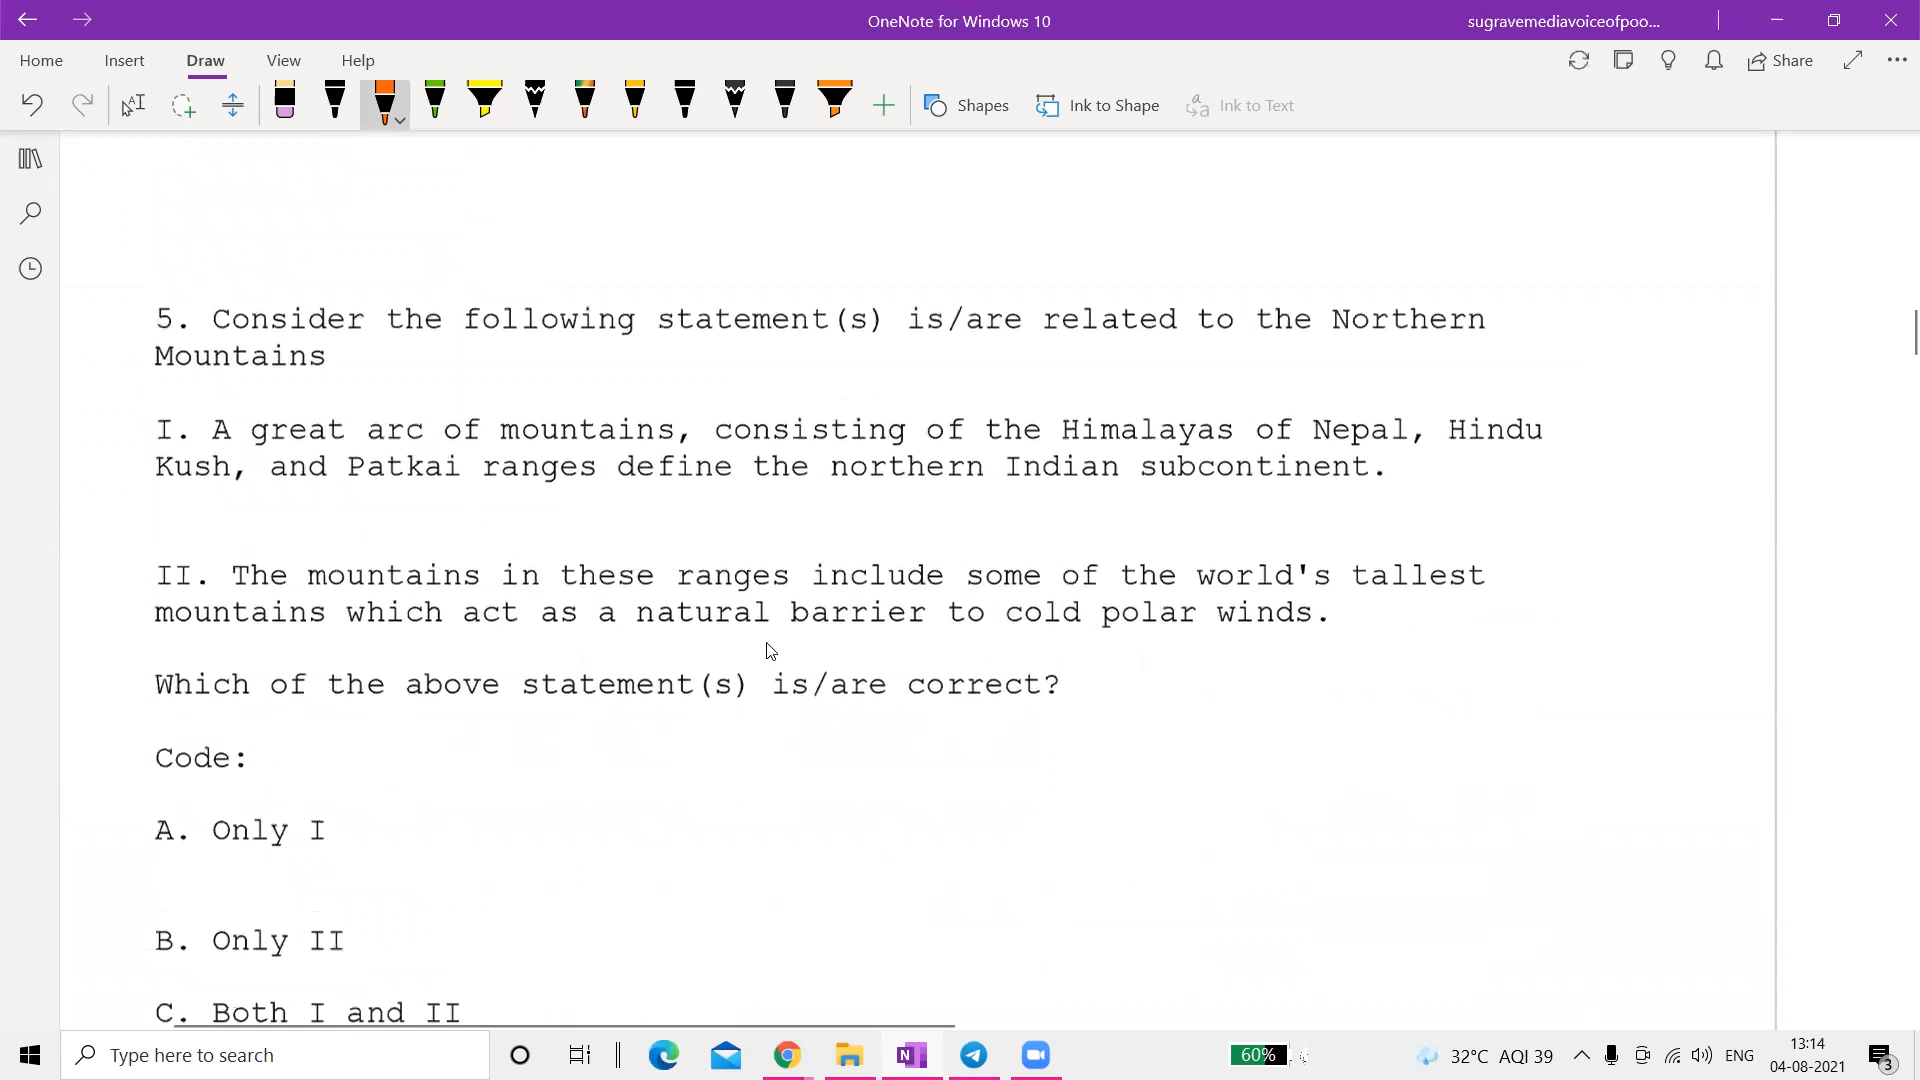 OneNote for Windows 10
sugravemediavoiceofpoo...
Home Insert Draw View Help
Share
Shapes Ink to Shape Ink to Text
5. Consider the following statement(s) is/are related to the Northern
Mountains
I. A great arc of mountains, consisting of the Himalayas of Nepal, Hindu
Kush, and Patkai ranges define the northern Indian subcontinent.
II. The mountains in these ranges include some of the world's tallest
mountains which act as a natural barrier to cold polar winds.
Which of the above statement(s) is/are correct?
Code:
A. Only I
B. Only II
C. Both I and II
Type here to search
60%
32°C AQI 39
ENG
13:14
04-08-2021
3